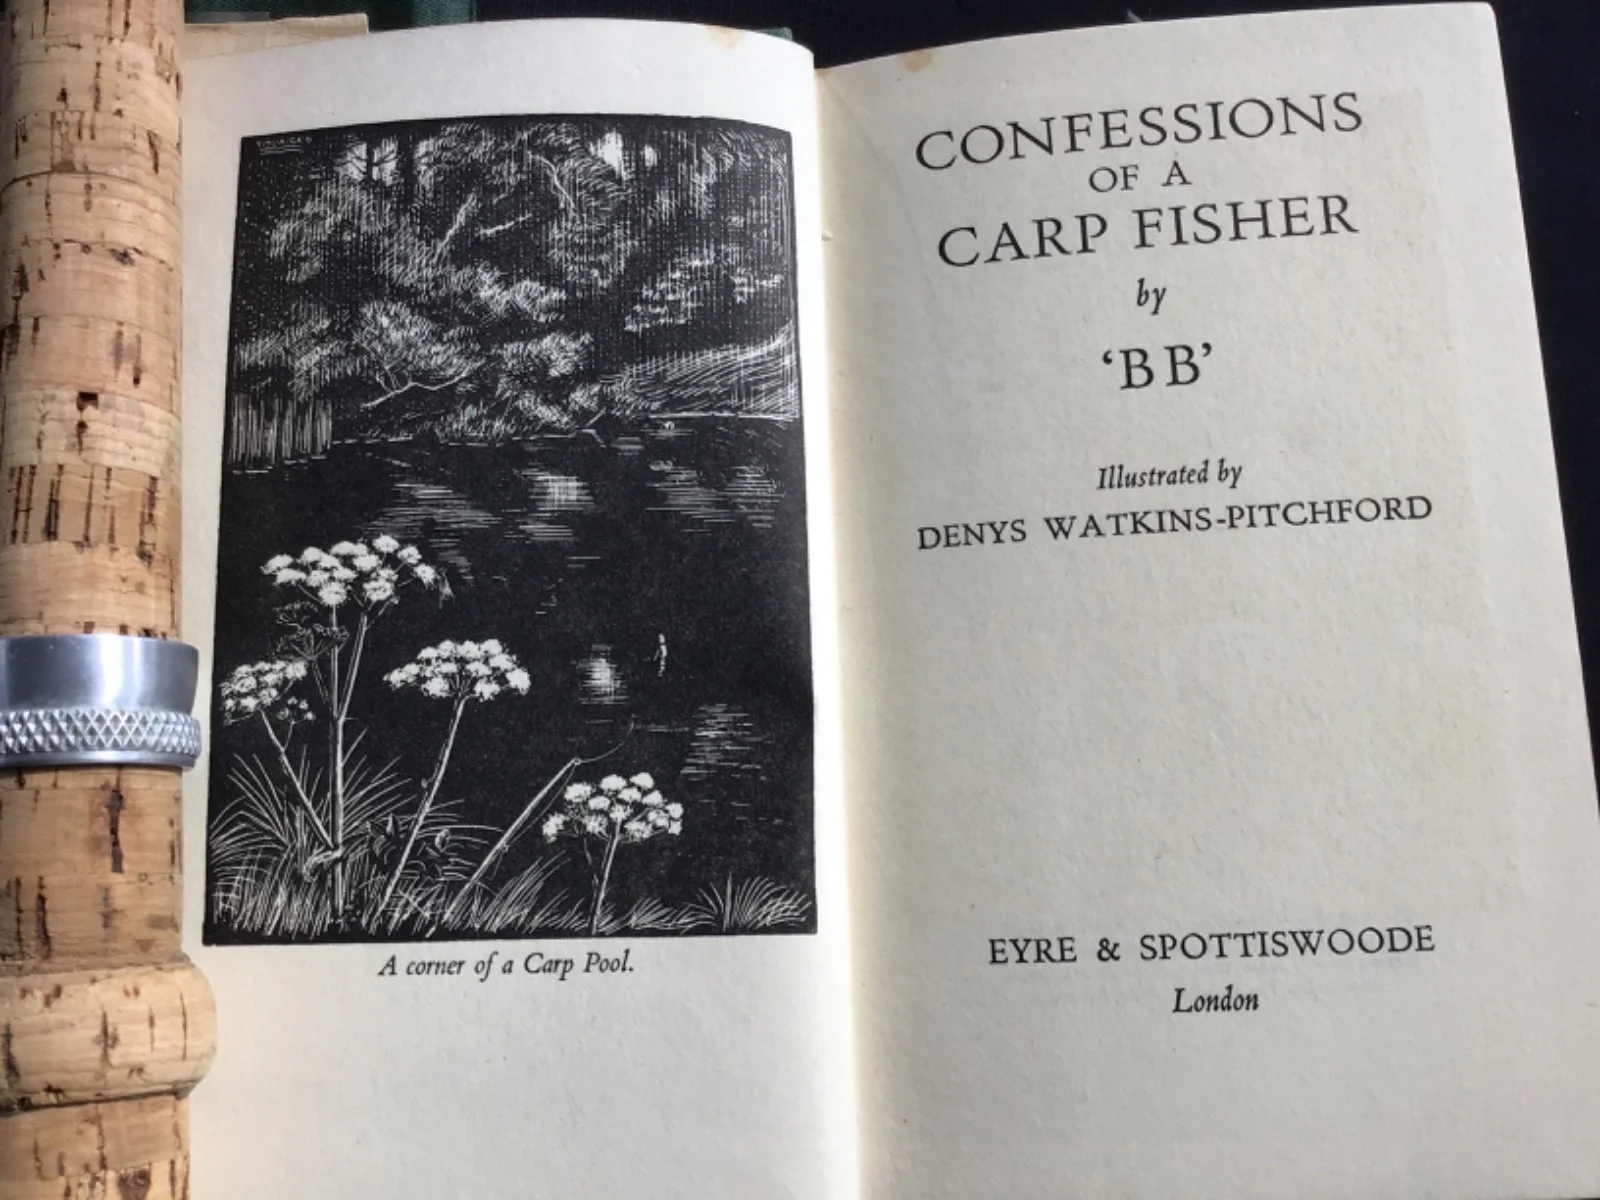 A corner of a Carp Pool.
CONFESSIONS
OF A
CARP FISHER
by
‘BB’
Illustrated by
DENYS WATKINS-PITCHFORD
EYRE & SPOTTISWOODE
London